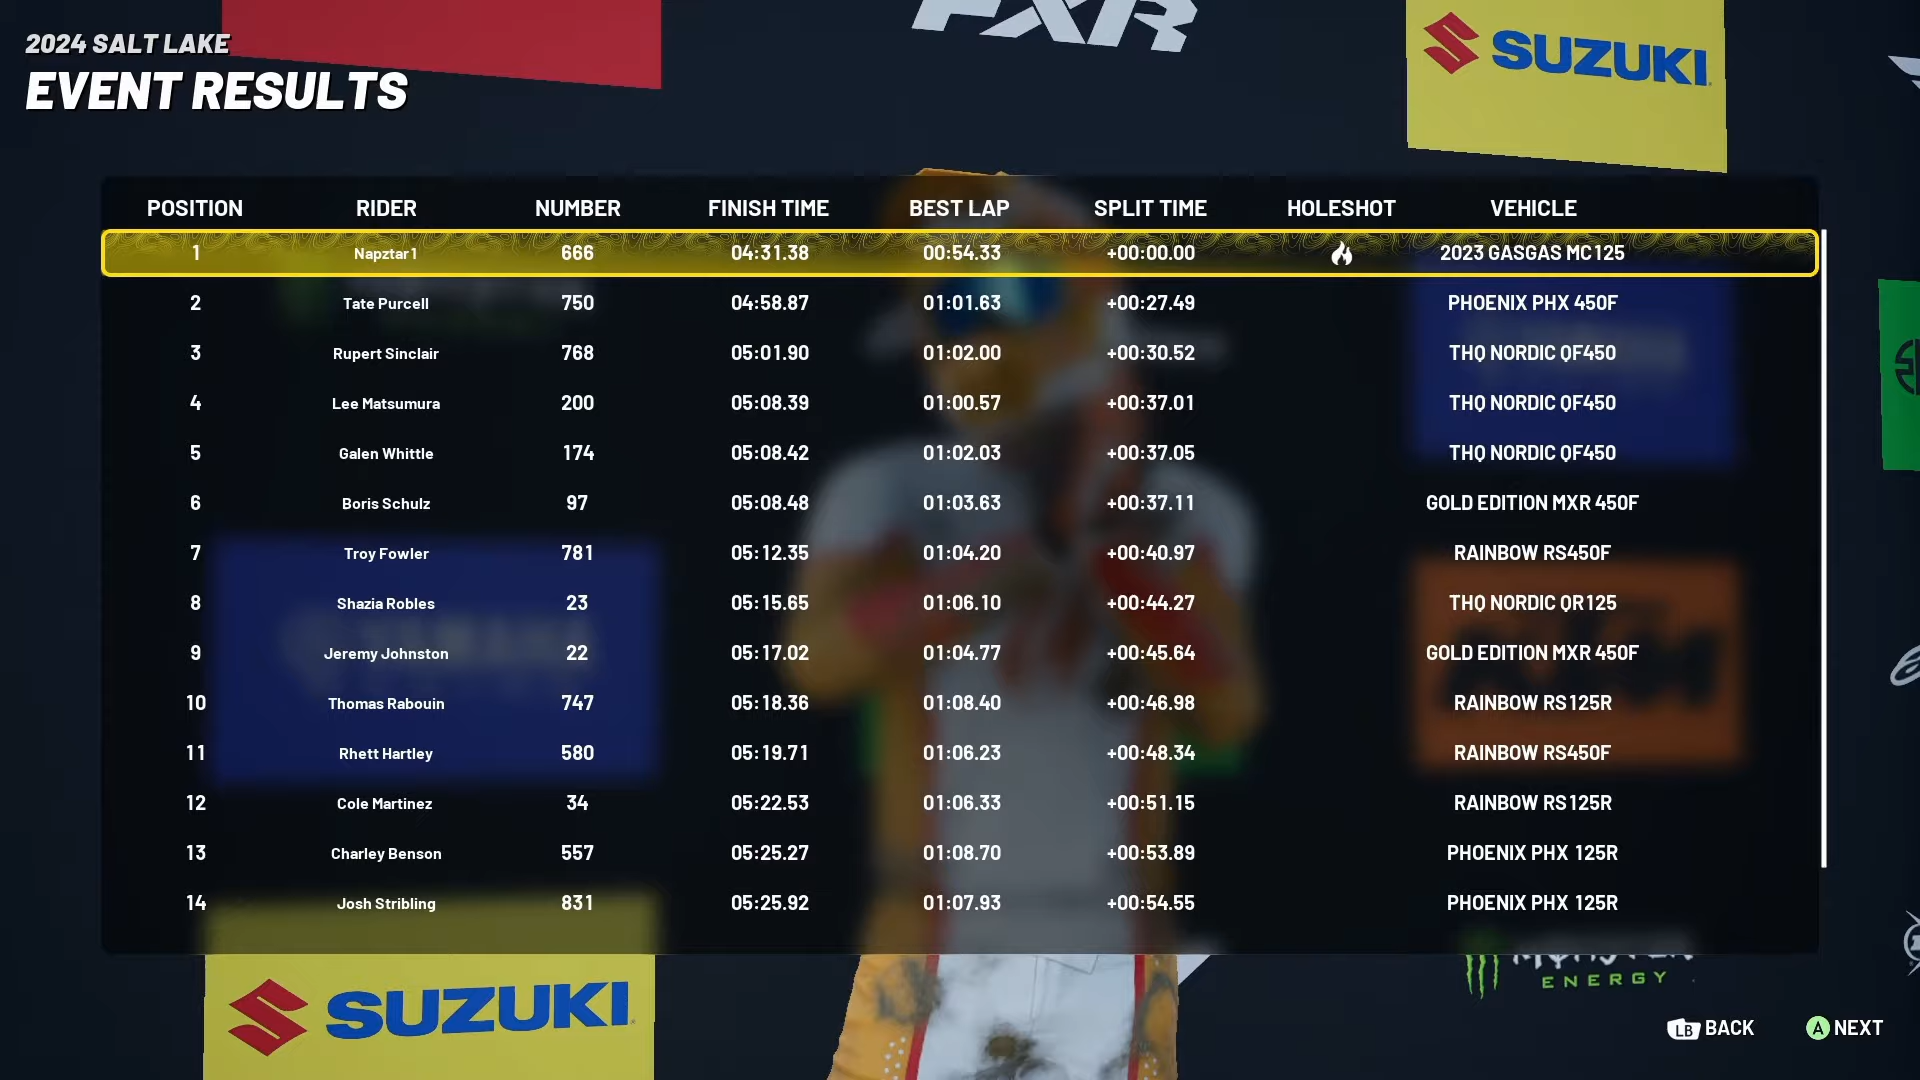 FXR
SUZUKI
2024 SALT LAKE
EVENT RESULTS
POSITION RIDER NUMBER FINISH TIME BEST LAP SPLIT TIME HOLESHOT VEHICLE
1 Napztar1 666 04:31.38 00:54.33 +00:00.00 2023 GASGAS MC125
2 Tate Purcell 750 04:58.87 01:01.63 +00:27.49 PHOENIX PHX 450F
3 Rupert Sinclair 768 05:01.90 01:02.00 +00:30.52 THQ NORDIC QF450
4 Lee Matsumura 200 05:08.39 01:00.57 +00:37.01 THQ NORDIC QF450
5 Galen Whittle 174 05:08.42 01:02.03 +00:37.05 THQ NORDIC QF450
6 Boris Schulz 97 05:08.48 01:03.63 +00:37.11 GOLD EDITION MXR 450F
7 Troy Fowler 781 05:12.35 01:04.20 +00:40.97 RAINBOW RS450F
8 Shazia Robles 23 05:15.65 01:06.10 +00:44.27 THQ NORDIC QR125
9 Jeremy Johnston 22 05:17.02 01:04.77 +00:45.64 GOLD EDITION MXR 450F
10 Thomas Rabouin 747 05:18.36 01:08.40 +00:46.98 RAINBOW RS125R
11 Rhett Hartley 580 05:19.71 01:06.23 +00:48.34 RAINBOW RS450F
12 Cole Martinez 34 05:22.53 01:06.33 +00:51.15 RAINBOW RS125R
13 Charley Benson 557 05:25.27 01:08.70 +00:53.89 PHOENIX PHX 125R
14 Josh Stribling 831 05:25.92 01:07.93 +00:54.55 PHOENIX PHX 125R
MONSTER
ENERGY
SUZUKI
LB BACK A NEXT